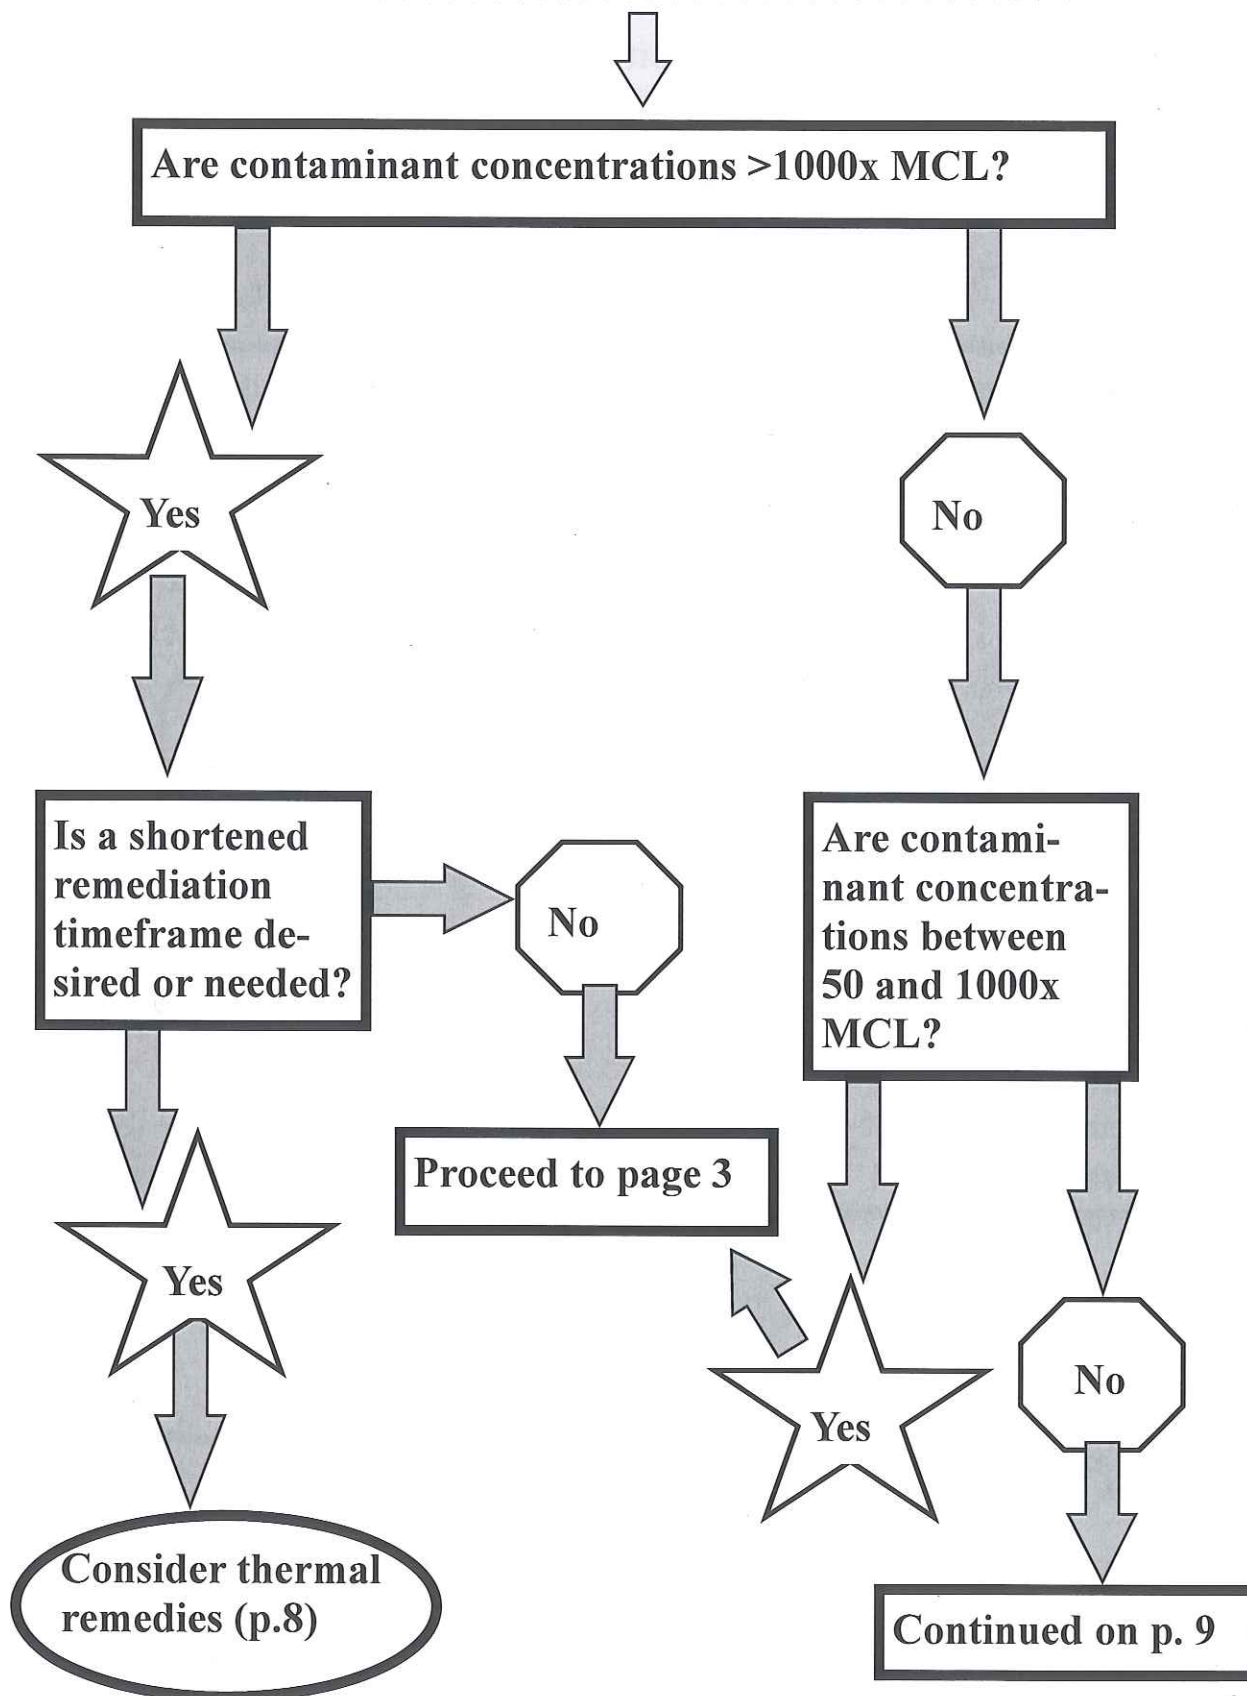 Are contaminant concentrations >1000x MCL?
Yes
No
Is a shortened
remediation
timeframe de-
sired or needed?
No
Are contami-
nant concentra-
tions between
50 and 1000x
MCL?
Proceed to page 3
Yes
Yes
No
Consider thermal
remedies (p.8)
Continued on p. 9